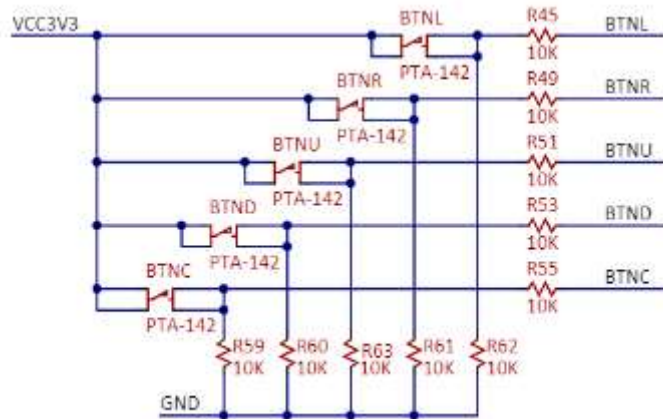 VCC3V3 BTNL R45 BTNL
PTA-142 10K
BTNR R49 BTNR
PTA-142 10K
BTNU R51 BTNU
PTA-142 10K
BTND R53 BTND
PTA-142 10K
BTNC R55 BTNC
PTA-142 10K
R59 R60 R63 R61 R62
10K 10K 10K 10K 10K
GND